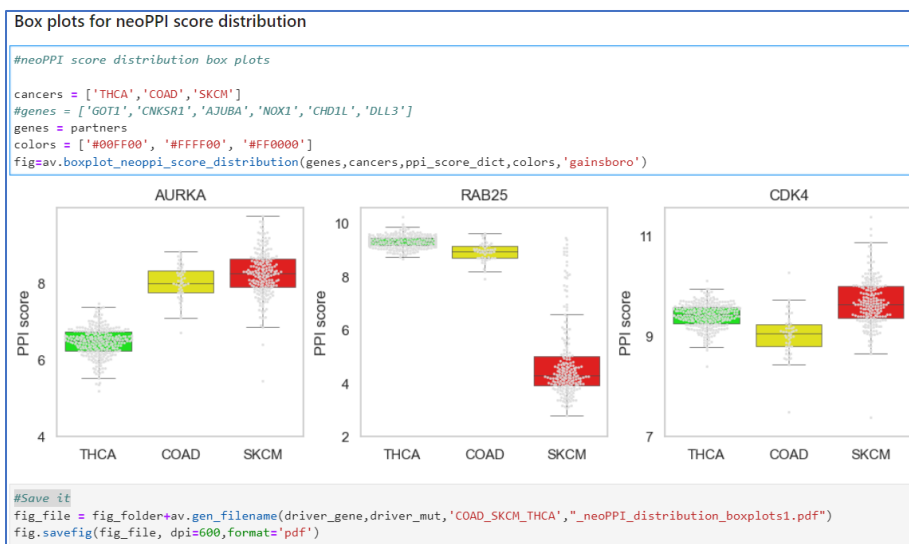 Box plots for neoPPI score distribution
#neoPPI score distribution box plots
cancers = ['THCA','COAD','SKCM']
#genes = ['GOT1','CNKSR1','AJUBA','NOX1','CHD1L','DLL3']
genes = partners
colors = ['#00FF00', '#FFFF00', '#FF0000']
fig=av.boxplot_neoppi_score_distribution(genes,cancers,ppi_score_dict,colors,'gainsboro')
AURKA
PPI score
8
6
4
THCA COAD SKCM
RAB25
PPI score
10
8
6
4
2
THCA COAD SKCM
CDK4
PPI score
11
9
7
THCA COAD SKCM
#Save it
fig_file = fig_folder+av.gen_filename(driver_gene,driver_mut,'COAD_SKCM_THCA',"_neoPPI_distribution_boxplots1.pdf")
fig.savefig(fig_file, dpi=600,format='pdf')